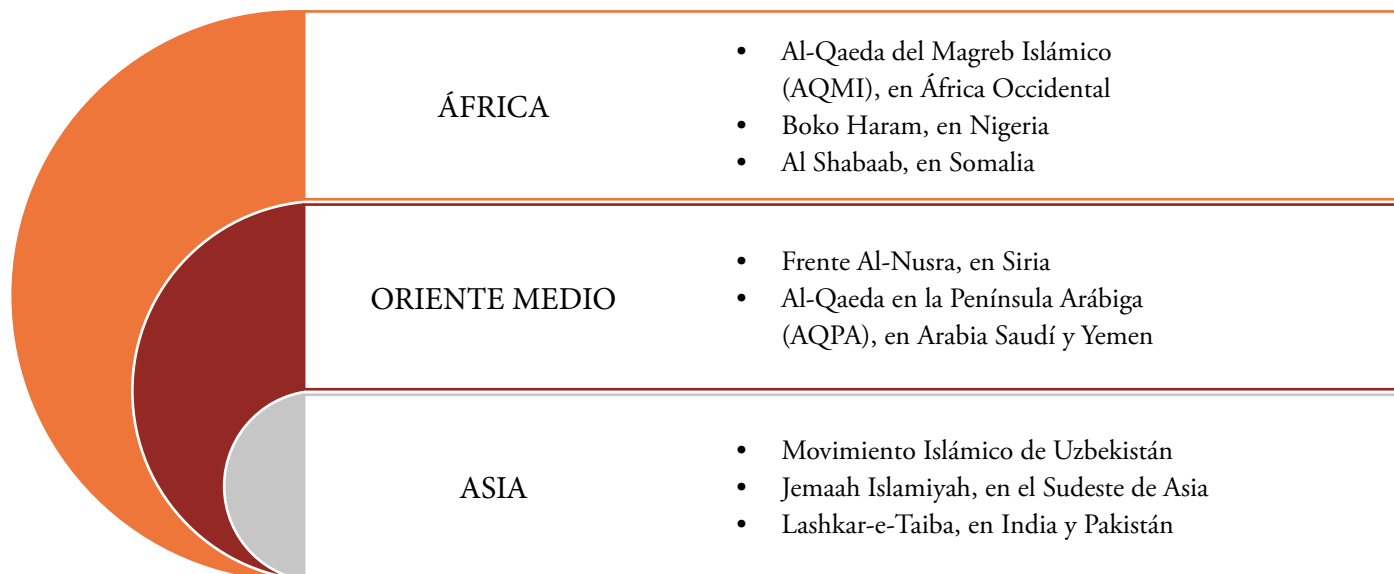 ÁFRICA
• Al-Qaeda del Magreb Islámico
(AQMI), en África Occidental
• Boko Haram, en Nigeria
• Al Shabaab, en Somalia
ORIENTE MEDIO
• Frente Al-Nusra, en Siria
• Al-Qaeda en la Península Arábiga
(AQPA), en Arabia Saudí y Yemen
ASIA
• Movimiento Islámico de Uzbekistán
• Jemaah Islamiyah, en el Sudeste de Asia
• Lashkar-e-Taiba, en India y Pakistán